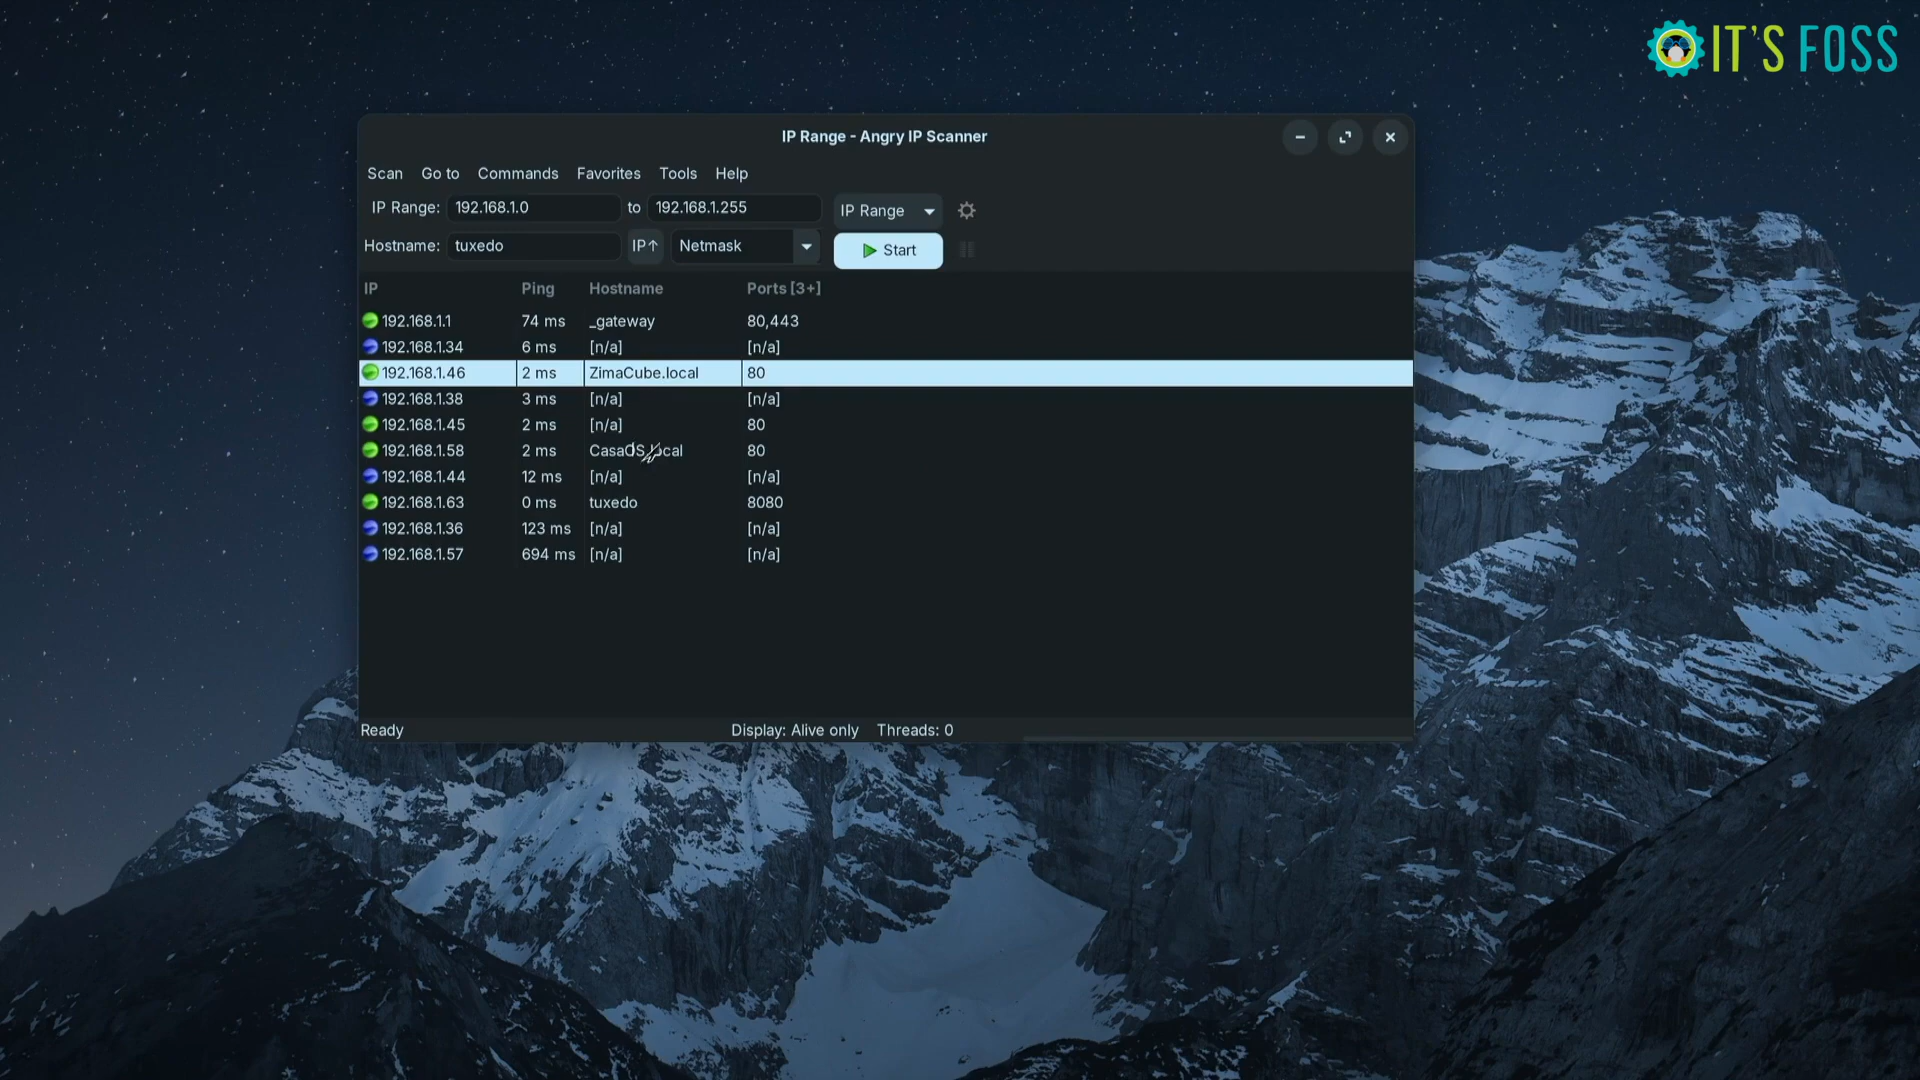 IT'S FOSS
IP Range - Angry IP Scanner
Scan Go to Commands Favorites Tools Help
IP Range: 192.168.1.0 to 192.168.1.255 IP Range
Hostname: tuxedo IP↑ Netmask Start
IP Ping Hostname Ports [3+]
192.168.1.1 74 ms _gateway 80,443
192.168.1.34 6 ms [n/a] [n/a]
192.168.1.46 2 ms ZimaCube.local 80
192.168.1.38 3 ms [n/a] [n/a]
192.168.1.45 2 ms [n/a] 80
192.168.1.58 2 ms CasaOS.local 80
192.168.1.44 12 ms [n/a] [n/a]
192.168.1.63 0 ms tuxedo 8080
192.168.1.36 123 ms [n/a] [n/a]
192.168.1.57 694 ms [n/a] [n/a]
Ready Display: Alive only Threads: 0